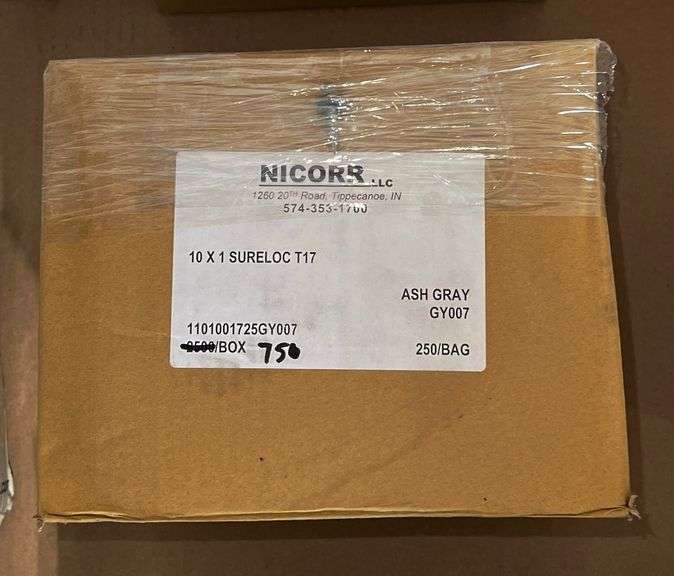 NICORR LLC
1260 20TH Road, Tippecanoe, IN
574-353-1700
10 X 1 SURELOC T17
ASH GRAY
GY007
1101001725GY007
2500/BOX 750
250/BAG